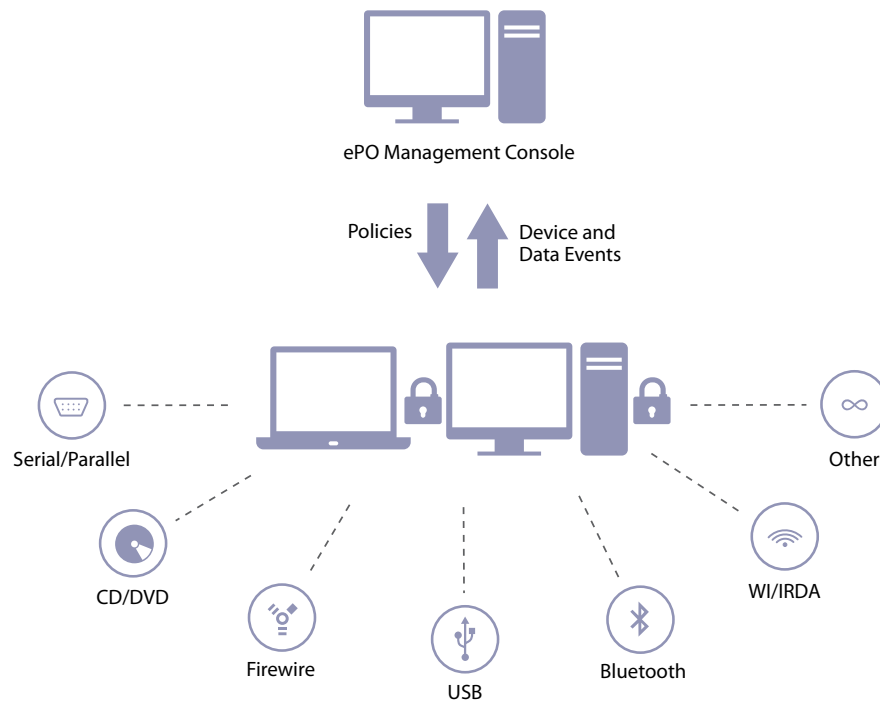 ePO Management Console
Policies
Device and
Data Events
Serial/Parallel
Other
CD/DVD
WI/IRDA
Firewire
Bluetooth
USB